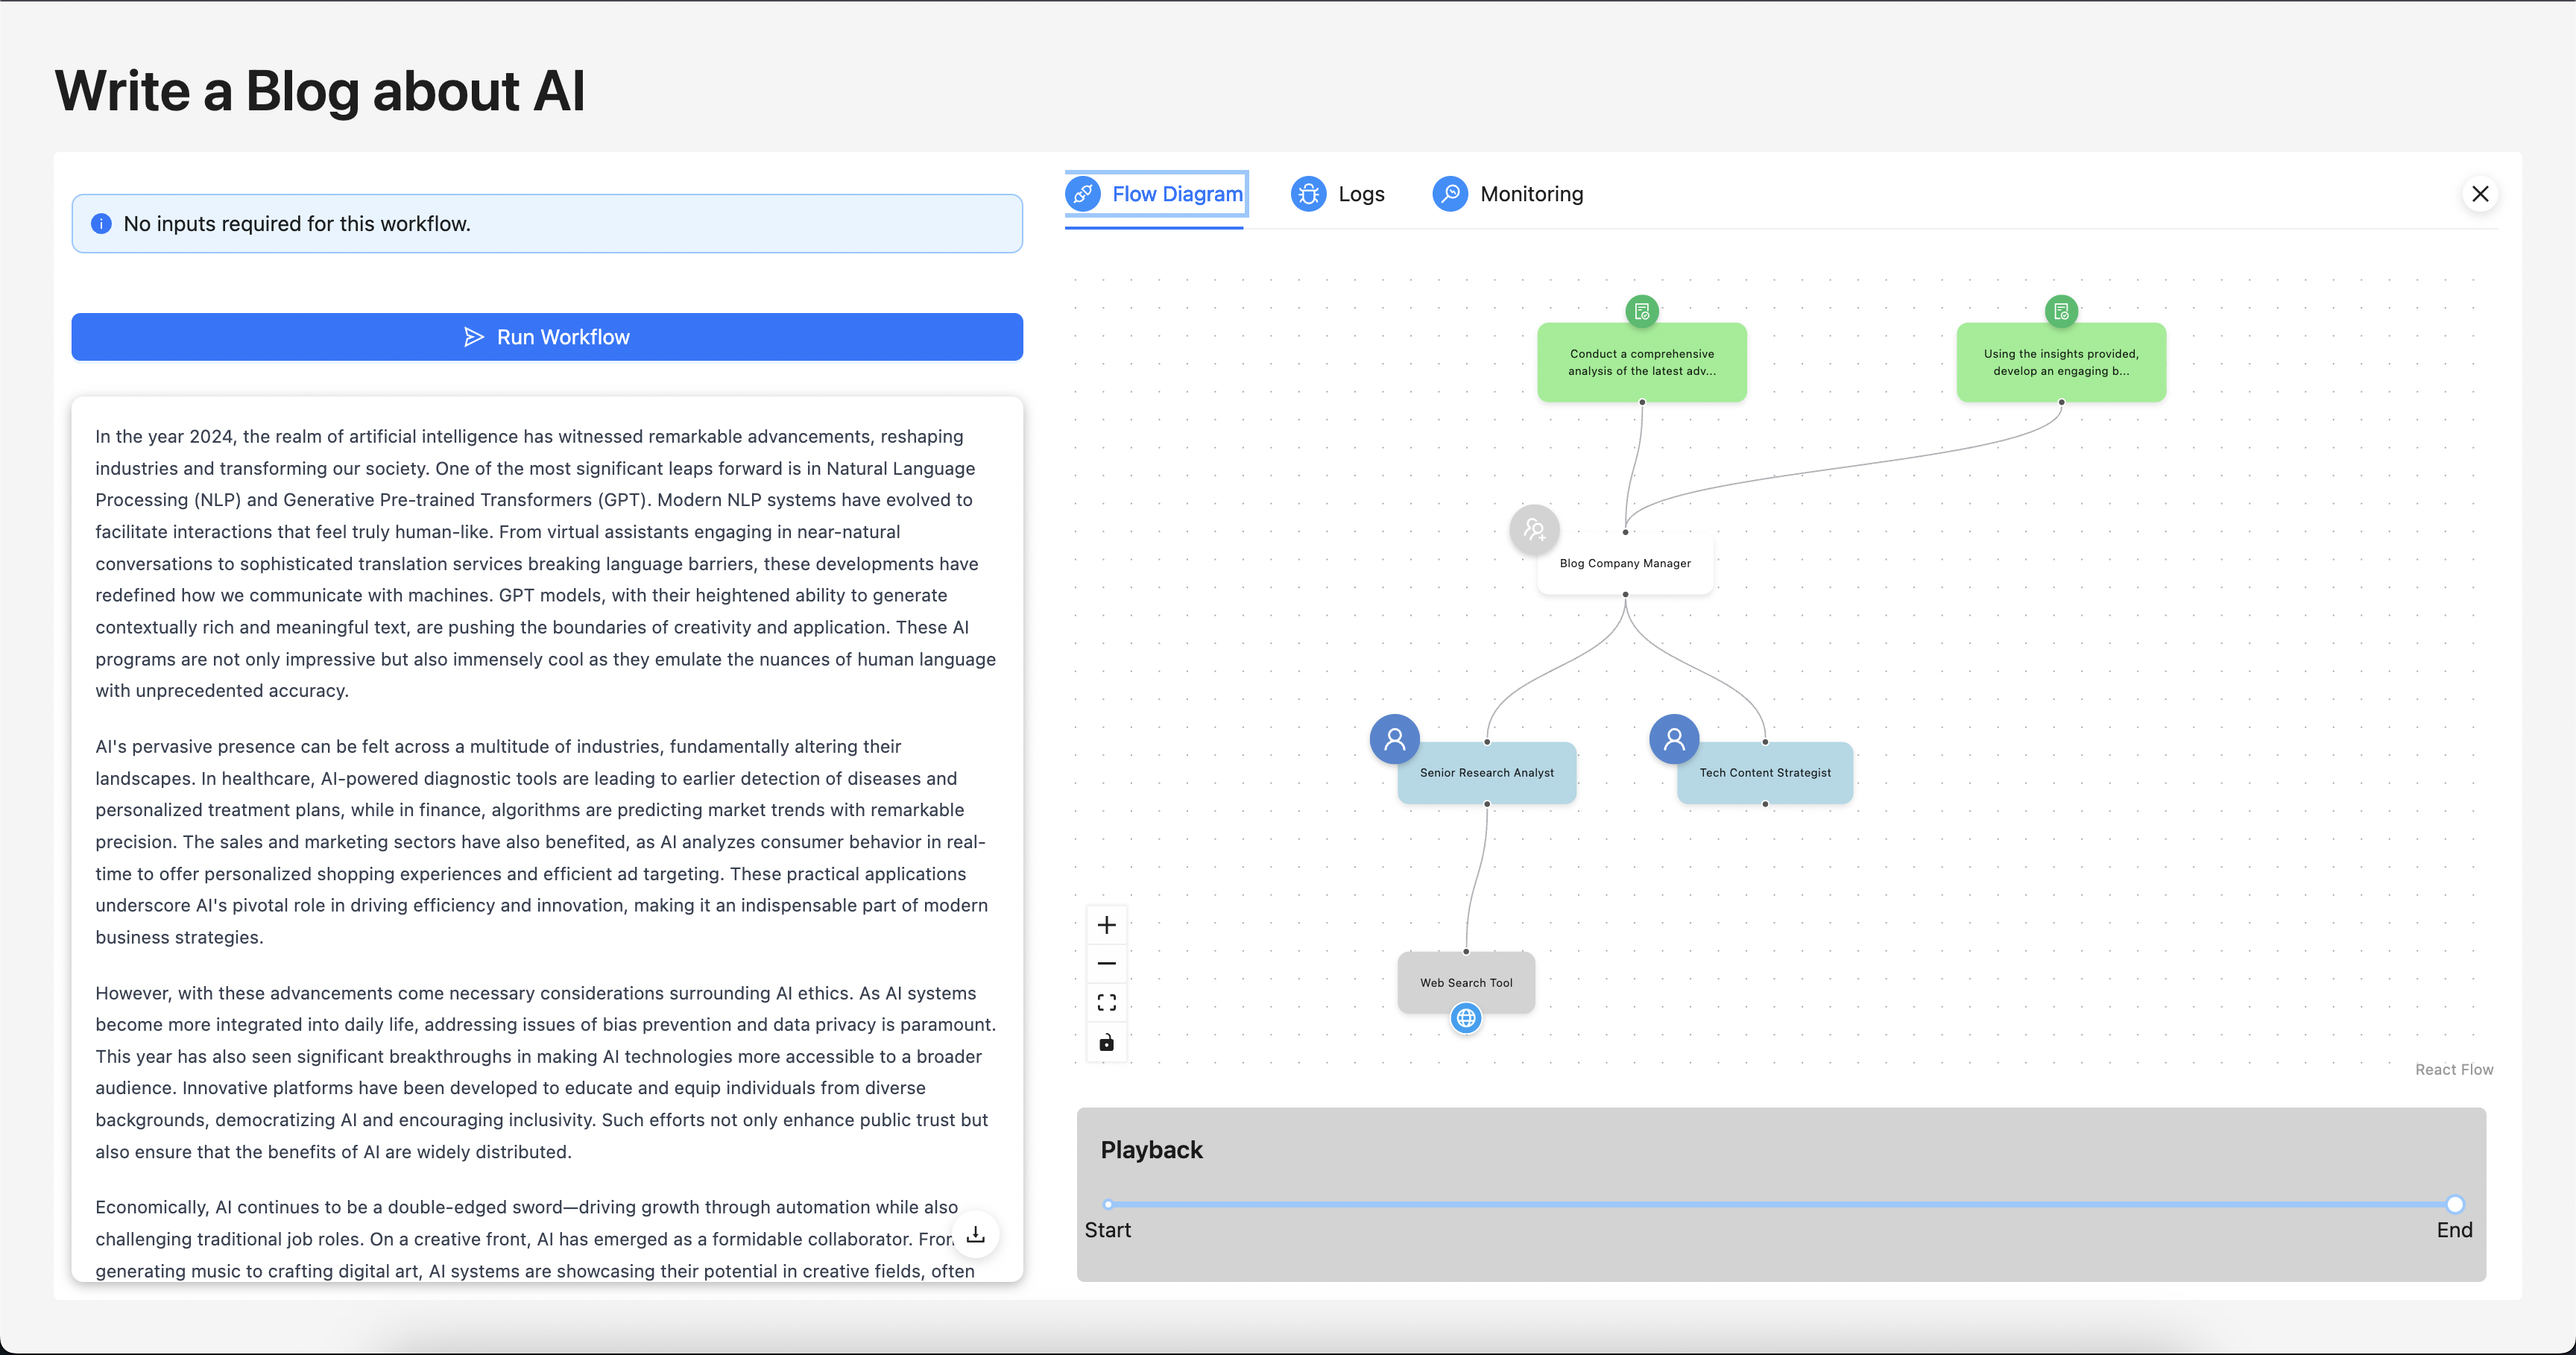 Write a Blog about AI
No inputs required for this workflow.
Run Workflow
In the year 2024, the realm of artificial intelligence has witnessed remarkable advancements, reshaping
industries and transforming our society. One of the most significant leaps forward is in Natural Language
Processing (NLP) and Generative Pre-trained Transformers (GPT). Modern NLP systems have evolved to
facilitate interactions that feel truly human-like. From virtual assistants engaging in near-natural
conversations to sophisticated translation services breaking language barriers, these developments have
redefined how we communicate with machines. GPT models, with their heightened ability to generate
contextually rich and meaningful text, are pushing the boundaries of creativity and application. These AI
programs are not only impressive but also immensely cool as they emulate the nuances of human language
with unprecedented accuracy.
AI's pervasive presence can be felt across a multitude of industries, fundamentally altering their
landscapes. In healthcare, AI-powered diagnostic tools are leading to earlier detection of diseases and
personalized treatment plans, while in finance, algorithms are predicting market trends with remarkable
precision. The sales and marketing sectors have also benefited, as AI analyzes consumer behavior in real-
time to offer personalized shopping experiences and efficient ad targeting. These practical applications
underscore AI's pivotal role in driving efficiency and innovation, making it an indispensable part of modern
business strategies.
However, with these advancements come necessary considerations surrounding AI ethics. As AI systems
become more integrated into daily life, addressing issues of bias prevention and data privacy is paramount.
This year has also seen significant breakthroughs in making AI technologies more accessible to a broader
audience. Innovative platforms have been developed to educate and equip individuals from diverse
backgrounds, democratizing AI and encouraging inclusivity. Such efforts not only enhance public trust but
also ensure that the benefits of AI are widely distributed.
Economically, AI continues to be a double-edged sword—driving growth through automation while also
challenging traditional job roles. On a creative front, AI has emerged as a formidable collaborator. From
generating music to crafting digital art, AI systems are showcasing their potential in creative fields, often
Flow Diagram
Logs
Monitoring
Conduct a comprehensive
analysis of the latest adv...
Using the insights provided,
develop an engaging b...
Blog Company Manager
Senior Research Analyst
Tech Content Strategist
Web Search Tool
React Flow
Playback
Start
End